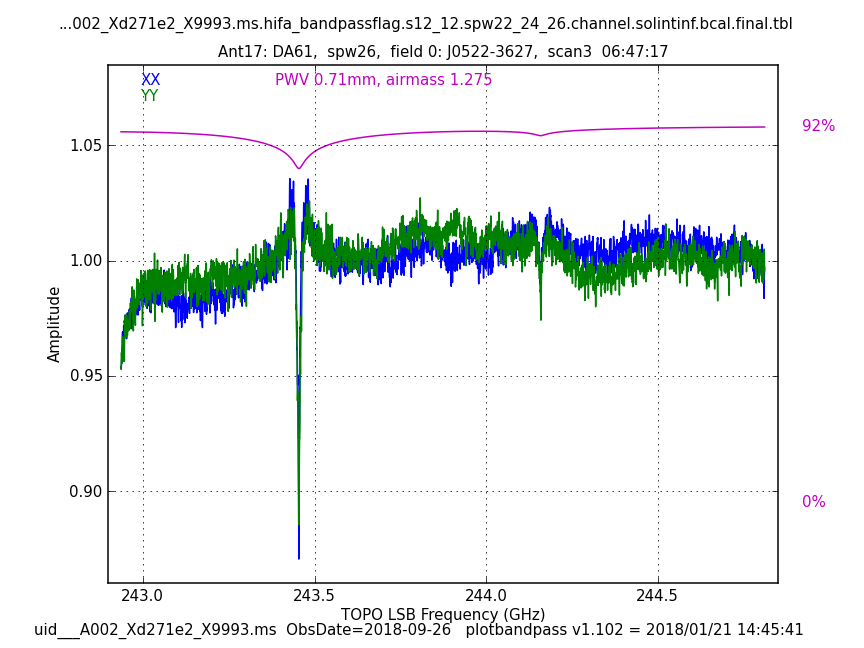 ...002_Xd271e2_X9993.ms.hifa_bandpassflag.s12_12.spw22_24_26.channel.solintinf.bcal.final.tbl
Ant17: DA61,  spw26,  field 0: J0522-3627,  scan3  06:47:17
XX
PWV 0.71mm, airmass 1.275
YY
92%
1.05
1.00
0.95
0.90
0%
Amplitude
243.0 243.5 244.0 244.5
TOPO LSB Frequency (GHz)
uid___A002_Xd271e2_X9993.ms  ObsDate=2018-09-26   plotbandpass v1.102 = 2018/01/21 14:45:41